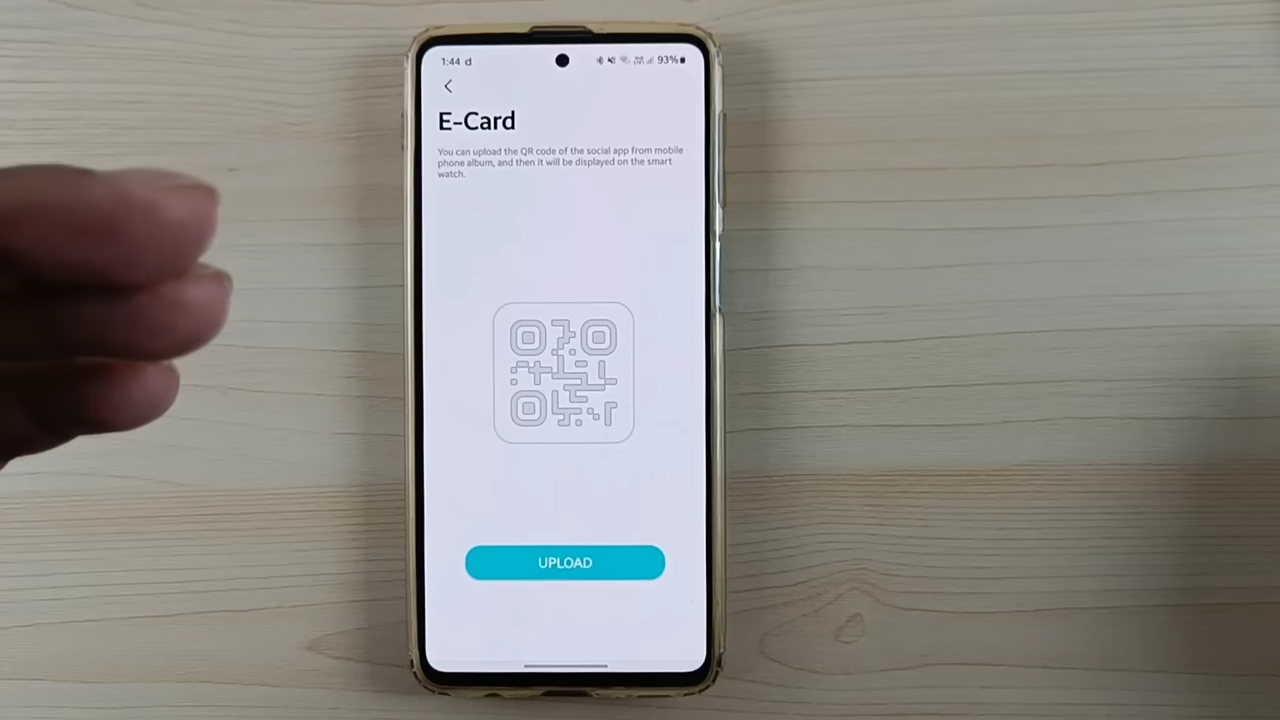 1:44 d
93%
E-Card
You can upload the QR code of the social app from mobile
phone album, and then it will be displayed on the smart
watch.
UPLOAD